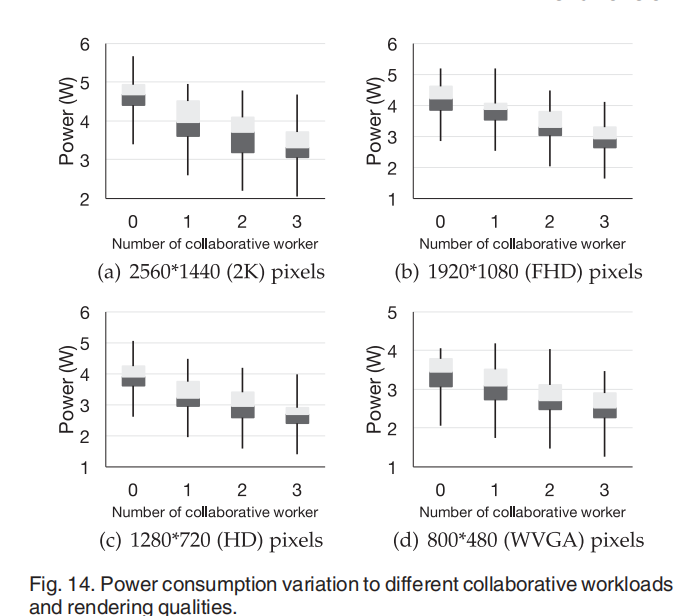 6
5
4
3
2
Power (W)
0 1 2 3
Number of collaborative worker
(a) 2560*1440 (2K) pixels
6
5
4
3
2
1
Power (W)
0 1 2 3
Number of collaborative worker
(b) 1920*1080 (FHD) pixels
6
5
4
3
2
1
Power (W)
0 1 2 3
Number of collaborative worker
(c) 1280*720 (HD) pixels
5
4
3
2
1
Power (W)
0 1 2 3
Number of collaborative worker
(d) 800*480 (WVGA) pixels
Fig. 14. Power consumption variation to different collaborative workloads
and rendering qualities.